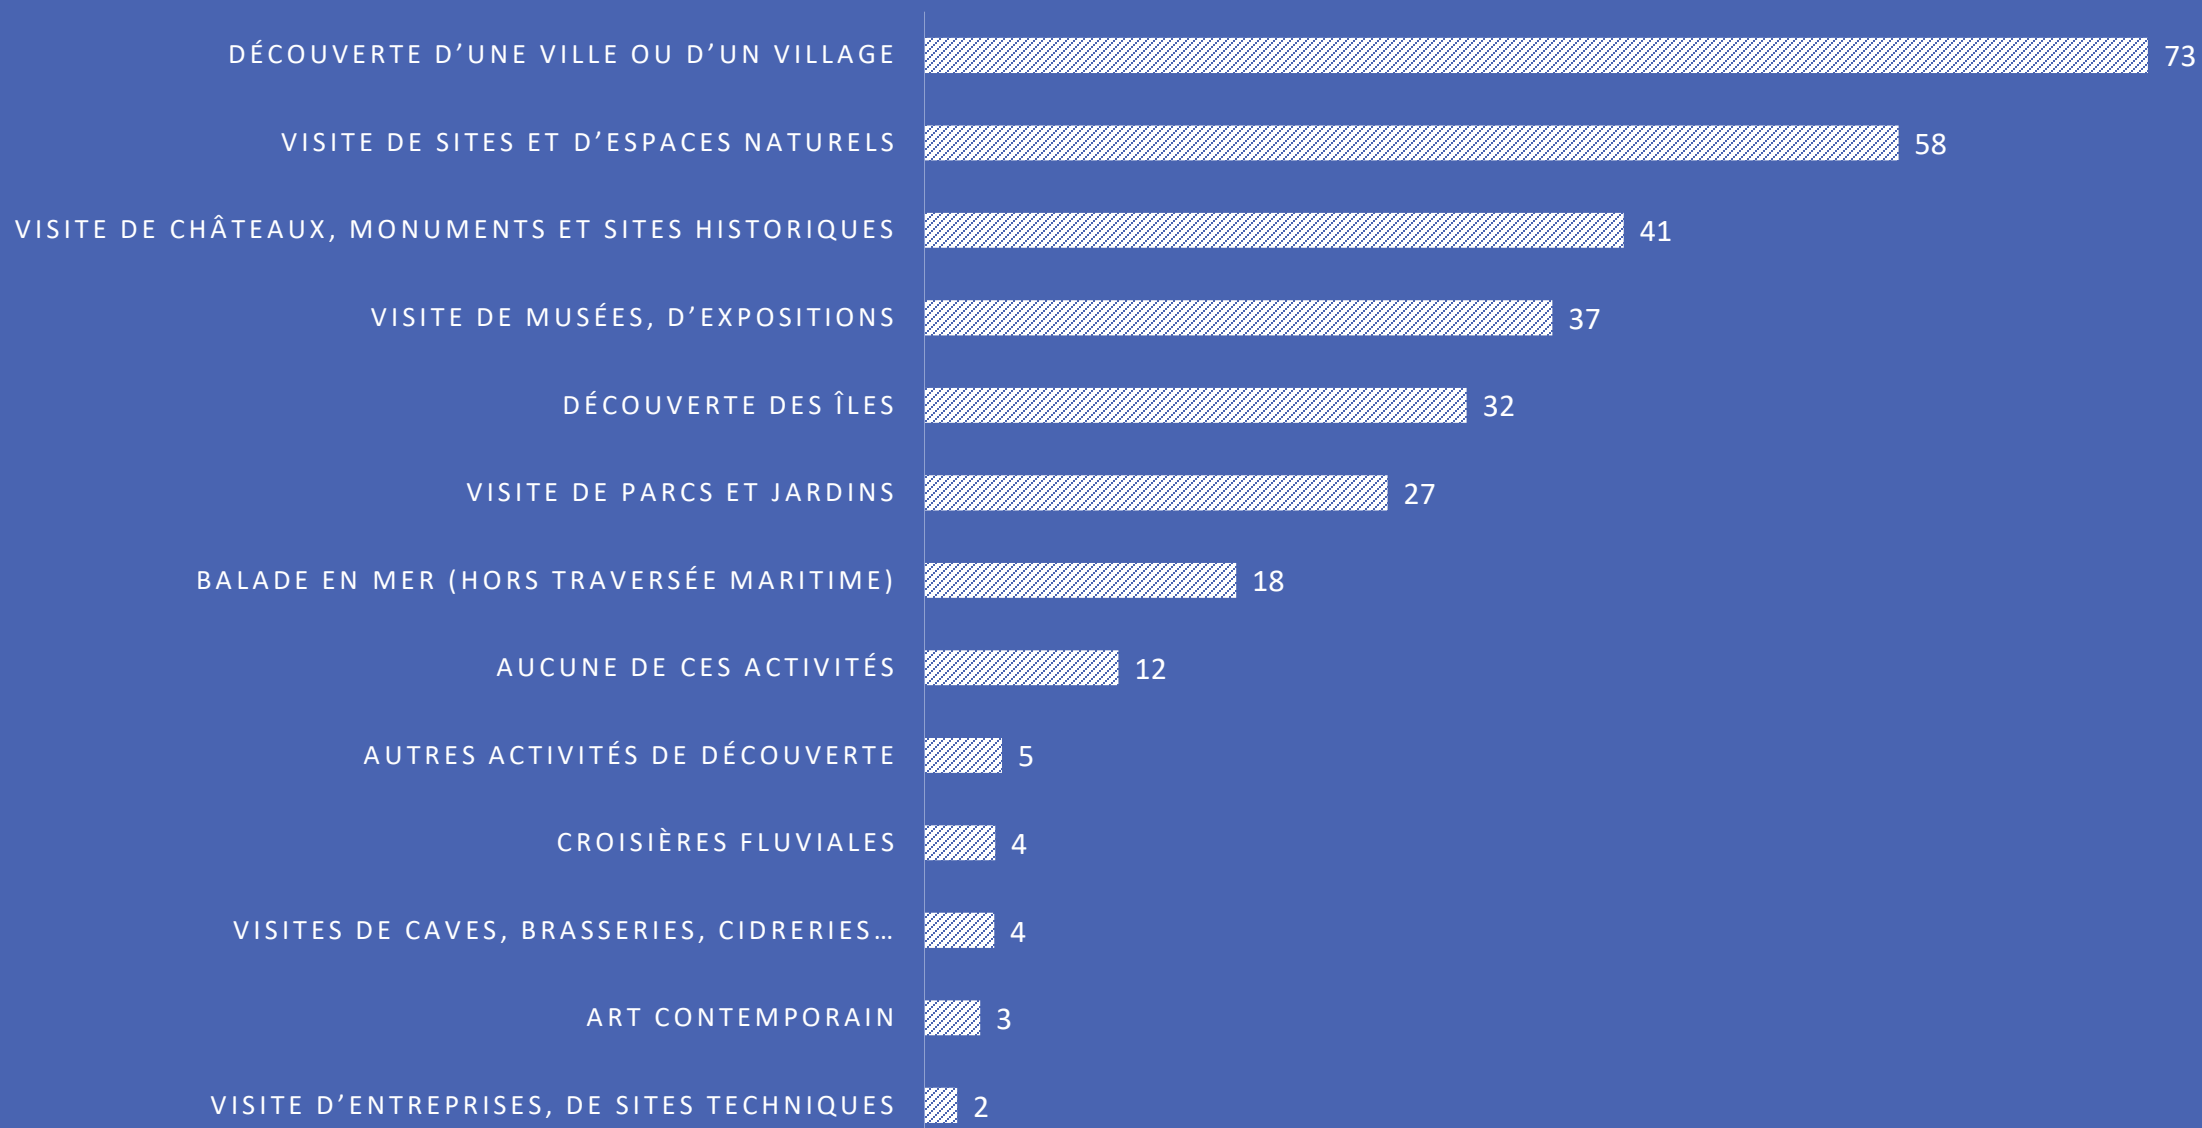 DÉCOUVERTE D’UNE VILLE OU D’UN VILLAGE 73
VISITE DE SITES ET D’ESPACES NATURELS 58
VISITE DE CHÂTEAUX, MONUMENTS ET SITES HISTORIQUES 41
VISITE DE MUSÉES, D’EXPOSITIONS 37
DÉCOUVERTE DES ÎLES 32
VISITE DE PARCS ET JARDINS 27
BALADE EN MER (HORS TRAVERSÉE MARITIME) 18
AUCUNE DE CES ACTIVITÉS 12
AUTRES ACTIVITÉS DE DÉCOUVERTE 5
CROISIÈRES FLUVIALES 4
VISITES DE CAVES, BRASSERIES, CIDRERIES… 4
ART CONTEMPORAIN 3
VISITE D’ENTREPRISES, DE SITES TECHNIQUES 2